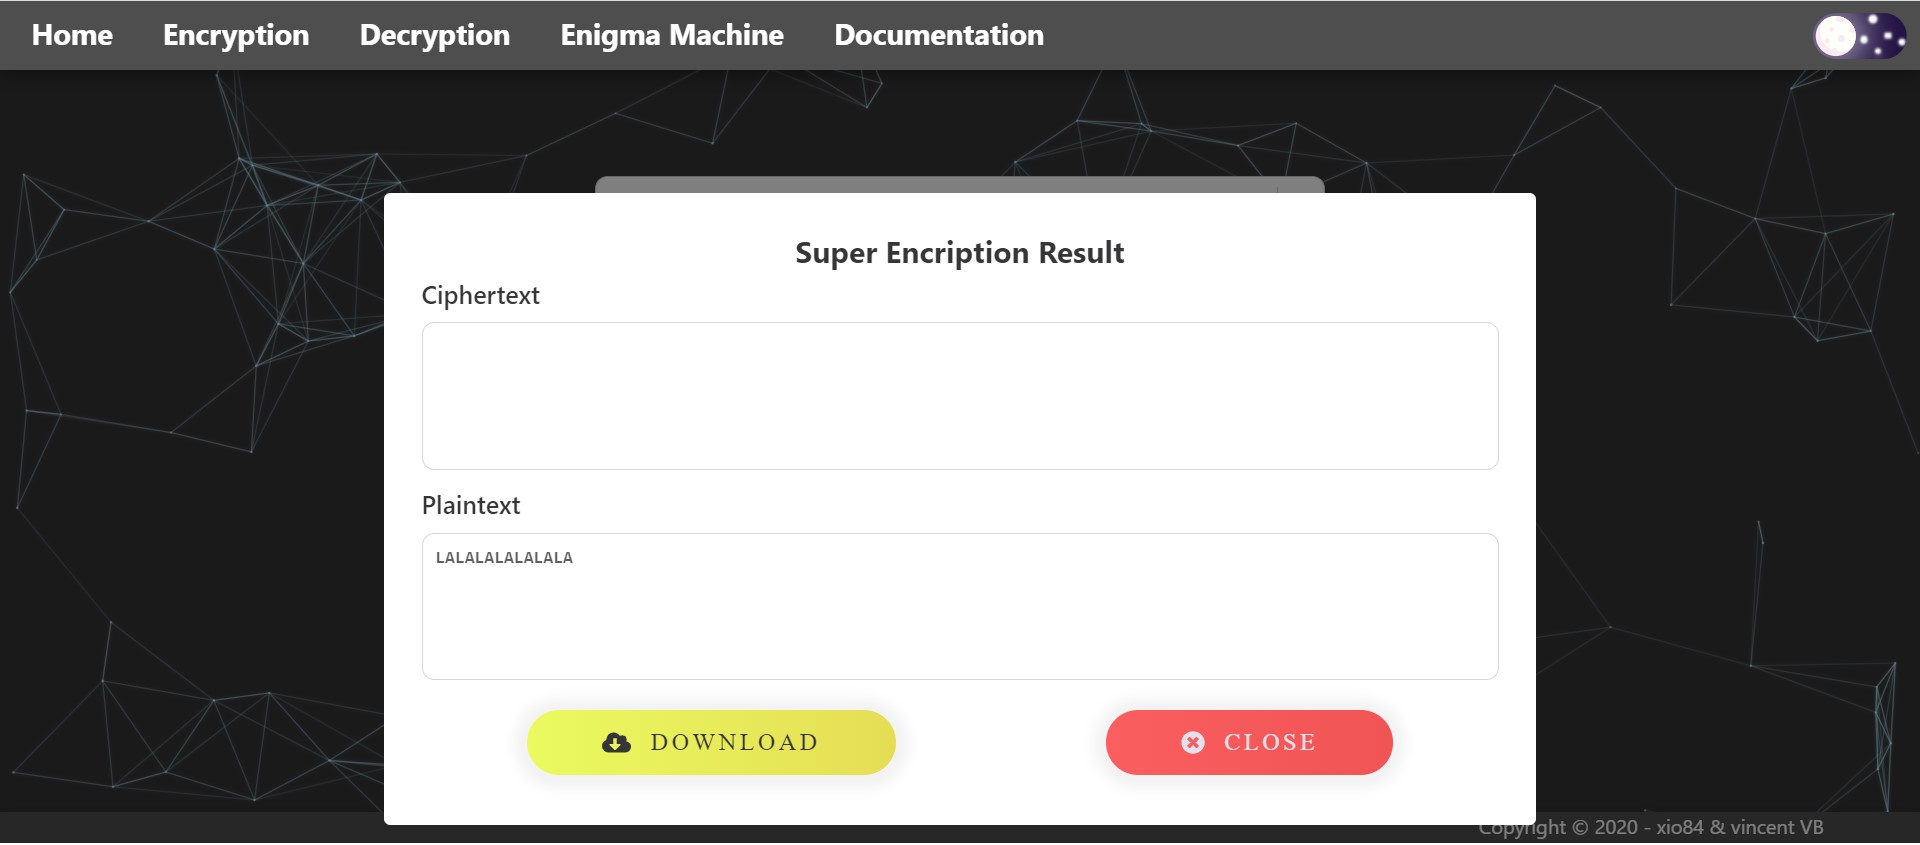 Home Encryption Decryption Enigma Machine Documentation
Super Encription Result
Ciphertext
Plaintext
LALALALALALALA
DOWNLOAD CLOSE
Copyright © 2020 - xio84 & vincent VB